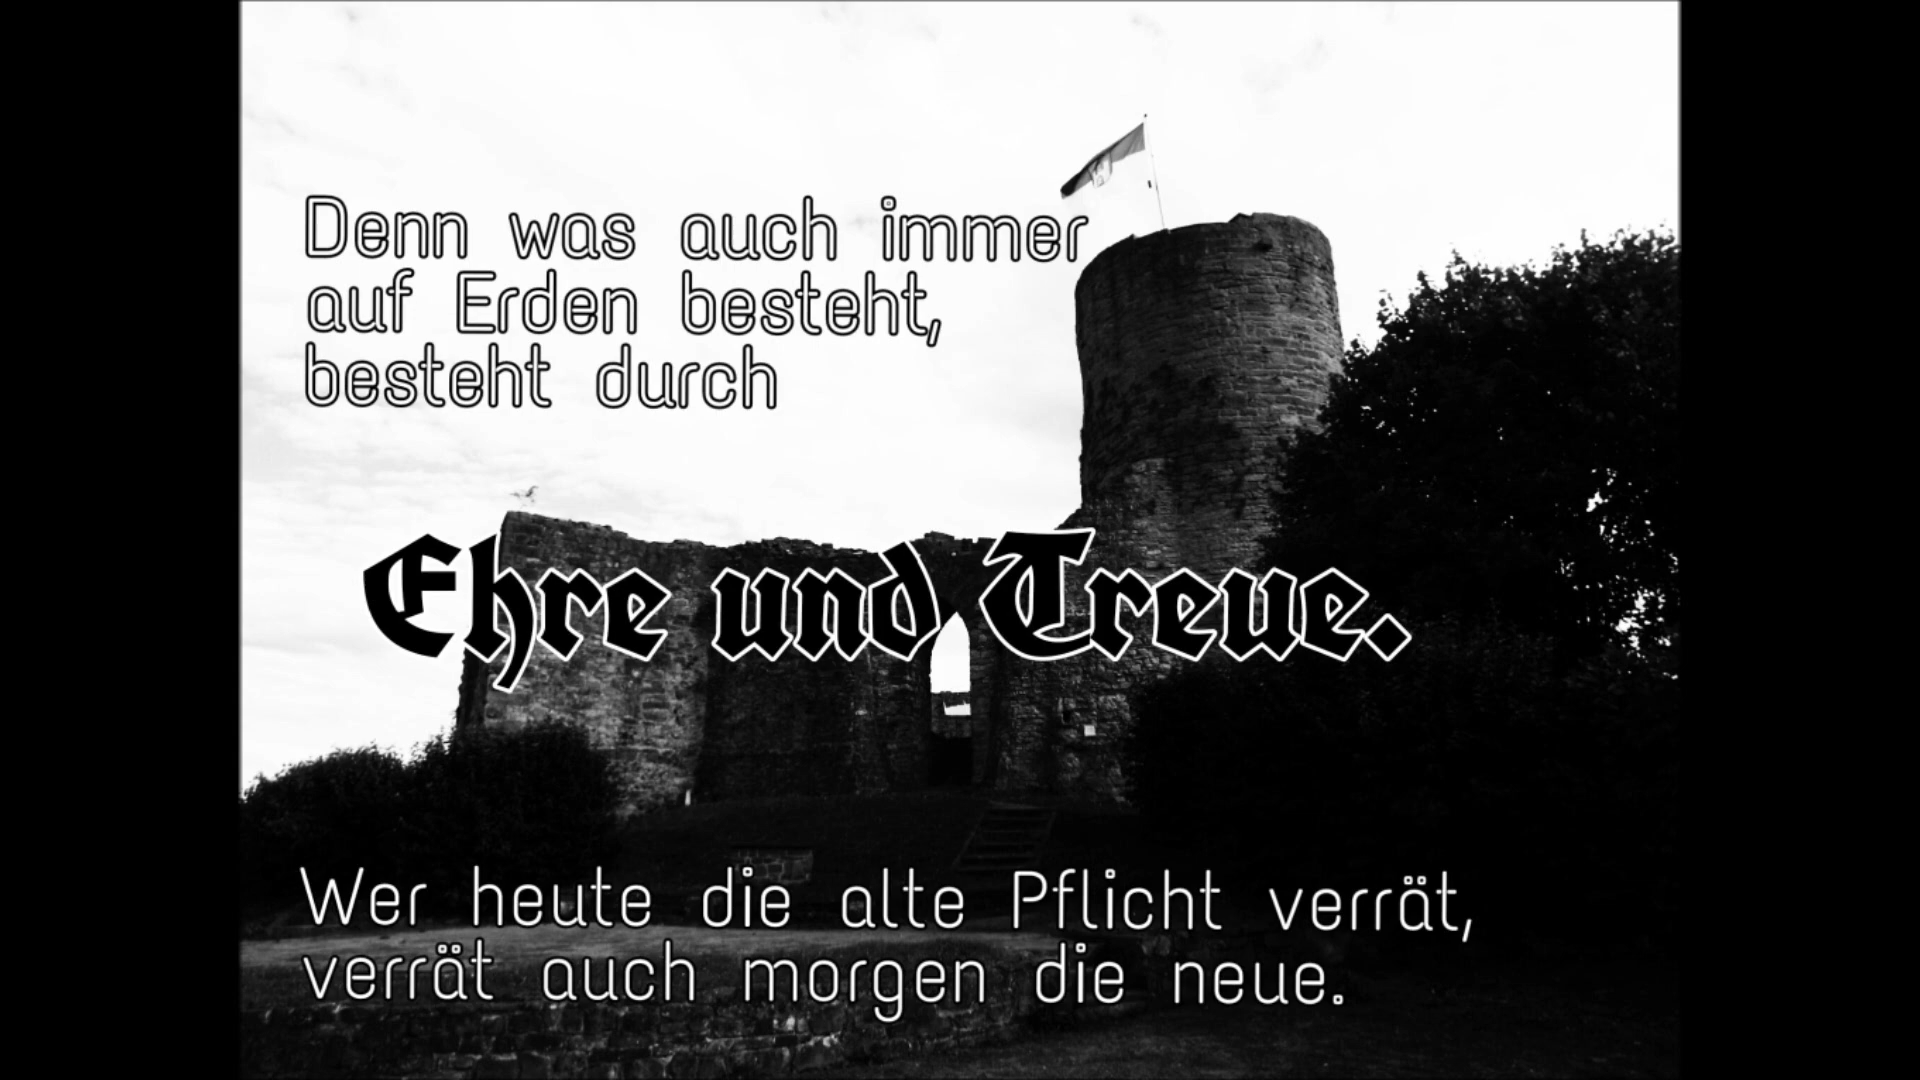 Denn was auch immer
auf Erden besteht,
besteht durch
Ehre und Treue.
Wer heute die alte Pflicht verrät,
verrät auch morgen die neue.